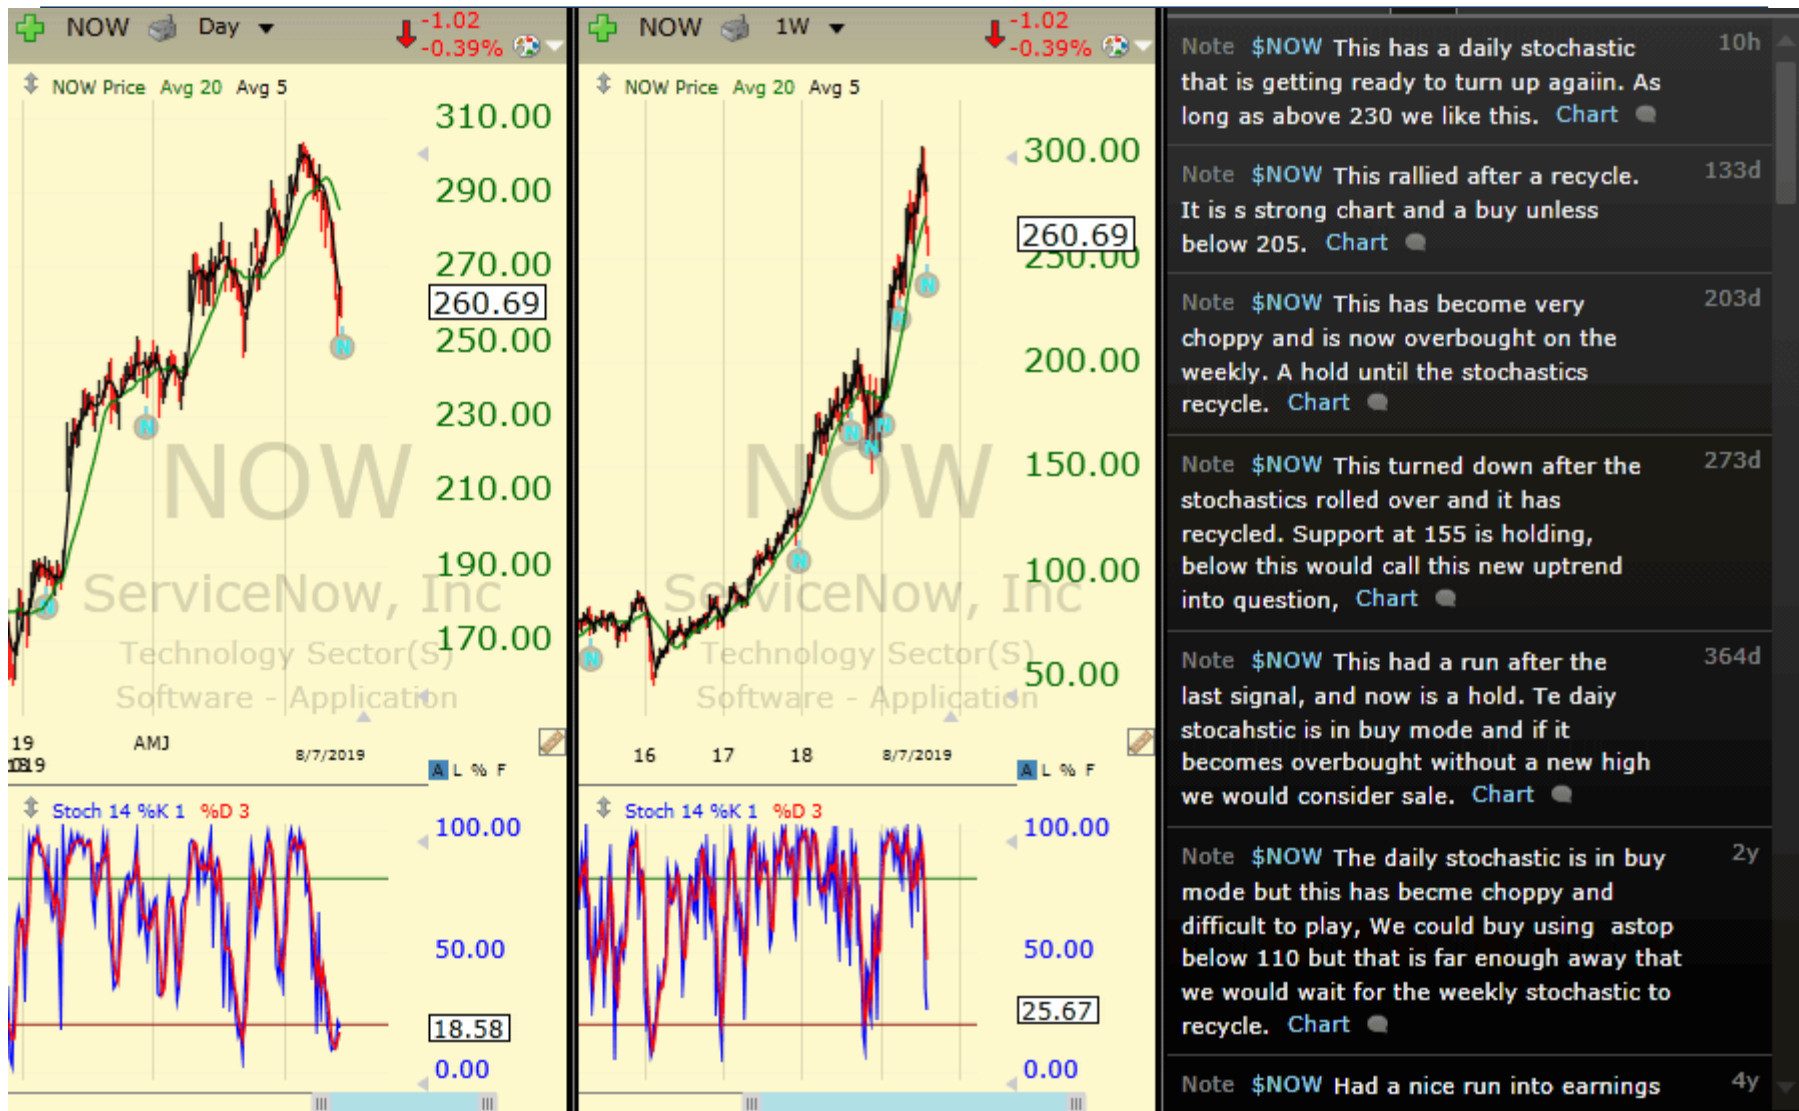 NOW Day
-1.02
-0.39%
NOW Price Avg 20 Avg 5
310.00
290.00
270.00
260.69
250.00
230.00
210.00
190.00
170.00
NOW
ServiceNow, Inc
Technology Sector(S)
Software - Application
N
N
N
19
AMJ
8/7/2019
A L % F
Stoch 14 %K 1 %D 3
100.00
50.00
18.58
0.00
NOW 1W
-1.02
-0.39%
NOW Price Avg 20 Avg 5
300.00
260.69
250.00
200.00
150.00
100.00
50.00
NOW
ServiceNow, Inc
Technology Sector(S)
Software - Application
N
N
N
N
N
N
N
16 17 18 8/7/2019
A L % F
Stoch 14 %K 1 %D 3
100.00
50.00
25.67
0.00
Note $NOW This has a daily stochastic 10h
that is getting ready to turn up agaiin. As
long as above 230 we like this. Chart
Note $NOW This rallied after a recycle. 133d
It is s strong chart and a buy unless
below 205. Chart
Note $NOW This has become very 203d
choppy and is now overbought on the
weekly. A hold until the stochastics
recycle. Chart
Note $NOW This turned down after the 273d
stochastics rolled over and it has
recycled. Support at 155 is holding,
below this would call this new uptrend
into question, Chart
Note $NOW This had a run after the 364d
last signal, and now is a hold. Te daiy
stocahstic is in buy mode and if it
becomes overbought without a new high
we would consider sale. Chart
Note $NOW The daily stochastic is in buy 2y
mode but this has becme choppy and
difficult to play, We could buy using astop
below 110 but that is far enough away that
we would wait for the weekly stochastic to
recycle. Chart
Note $NOW Had a nice run into earnings 4y